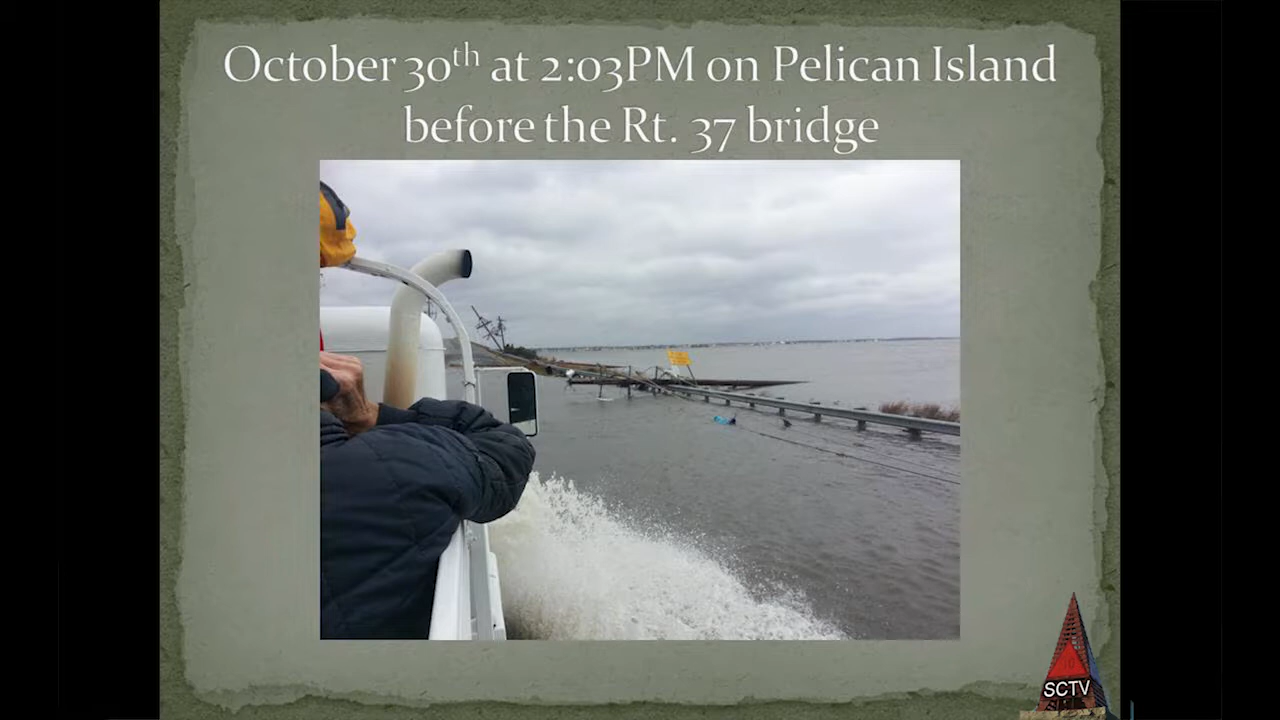 October 30th at 2:03PM on Pelican Island
before the Rt. 37 bridge
SCTV